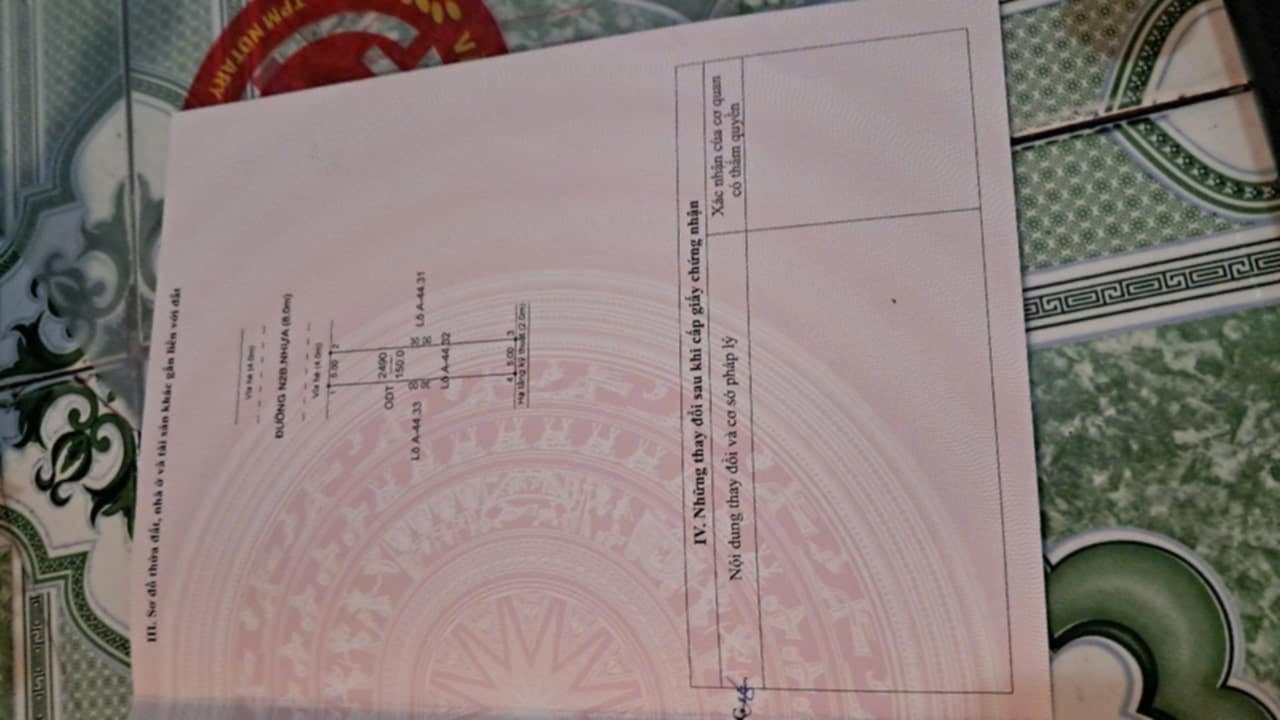 III. Sơ đồ thửa đất, nhà ở và tài sản khác gắn liền với đất
Vỉa hè (4.0m)
ĐƯỜNG N2B.NHỰA (8.0m)
Vỉa hè (4.0m)
1 5.00 2
ODT 2490
150.0
30 30
30 30
Lô A-44.33
Lô A-44.32
Lô A-44.31
4 5.00 3
Hạ tầng kỹ thuật (2.0m)
IV. Những thay đổi sau khi cấp giấy chứng nhận
Nội dung thay đổi và cơ sở pháp lý
Xác nhận của cơ quan
có thẩm quyền
TPM NOTARY